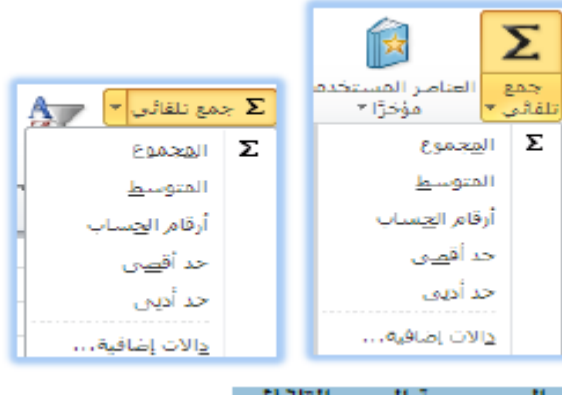 العناصر المستخدمة
مؤخرًا
جمع
تلقائي
Σ المجموع
المتوسط
أرقام الحساب
حد أقصى
حد أدنى
دالات إضافية...
Σ جمع تلقائي
Σ المجموع
المتوسط
أرقام الحساب
حد أقصى
حد أدنى
دالات إضافية...